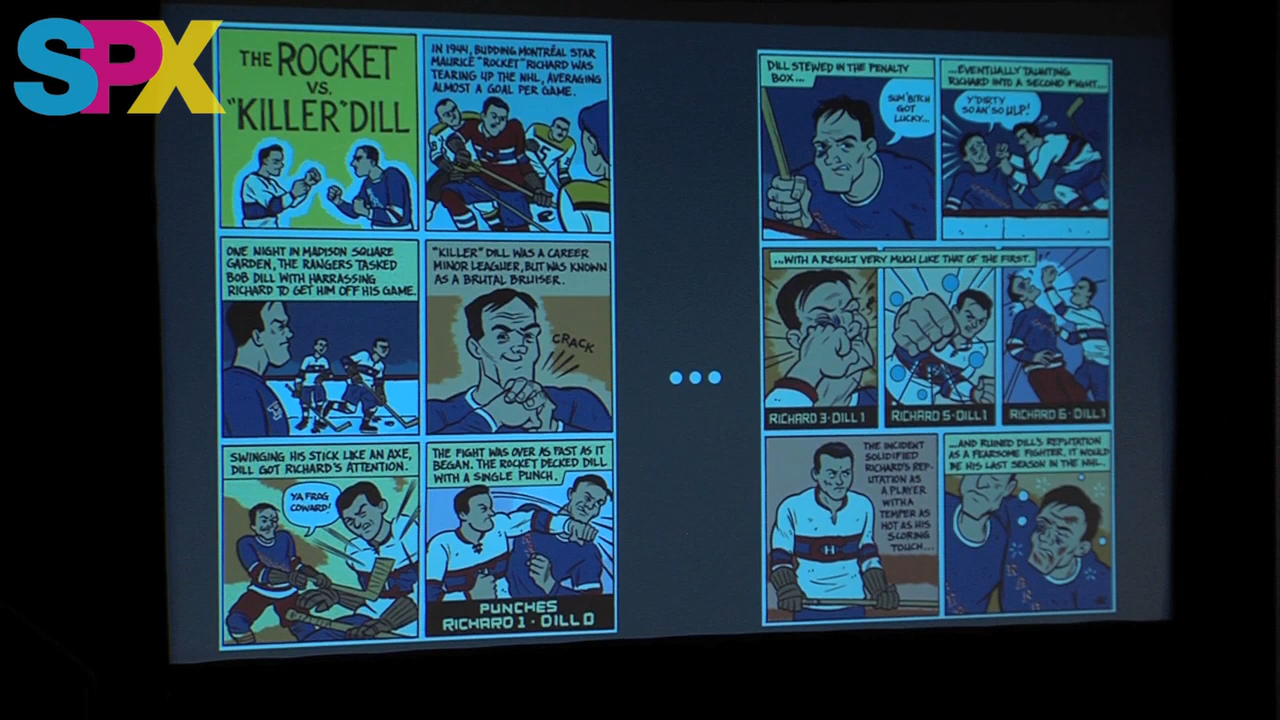 SPX
THE ROCKET
VS.
"KILLER" DILL
IN 1944, BUDDING MONTRÉAL STAR
MAURICE "ROCKET" RICHARD WAS
TEARING UP THE NHL, AVERAGING
ALMOST A GOAL PER GAME.
ONE NIGHT IN MADISON SQUARE
GARDEN, THE RANGERS TASKED
BOB DILL WITH HARRASSING
RICHARD TO GET HIM OFF HIS GAME.
"KILLER" DILL WAS A CAREER
MINOR LEAGUER, BUT WAS KNOWN
AS A BRUTAL BRUISER.
CRACK
SWINGING HIS STICK LIKE AN AXE,
DILL GOT RICHARD'S ATTENTION.
YA FROG
COWARD!
THE FIGHT WAS OVER AS FAST AS IT
BEGAN. THE ROCKET DECKED DILL
WITH A SINGLE PUNCH.
PUNCHES
RICHARD 1 · DILL 0
DILL STEWED IN THE PENALTY
BOX...
SUM'BITCH
GOT
LUCKY...
...EVENTUALLY TAUNTING
RICHARD INTO A SECOND FIGHT...
Y'DIRTY
SO AN' SO ULP!
...WITH A RESULT VERY MUCH LIKE THAT OF THE FIRST.
RICHARD 3 · DILL 1
RICHARD 5 · DILL 1
RICHARD 6 · DILL 1
THE INCIDENT
SOLIDIFIED
RICHARD'S REP-
UTATION AS
A PLAYER
WITH A
TEMPER AS
HOT AS HIS
SCORING
TOUCH...
H
...AND RUINED DILL'S REPUTATION
AS A FEARSOME FIGHTER. IT WOULD
BE HIS LAST SEASON IN THE NHL.